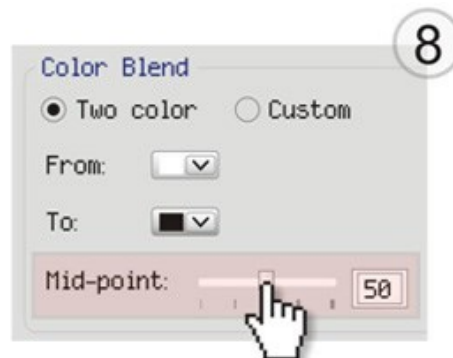 8
Color Blend
Two color Custom
From:
To:
Mid-point: 50